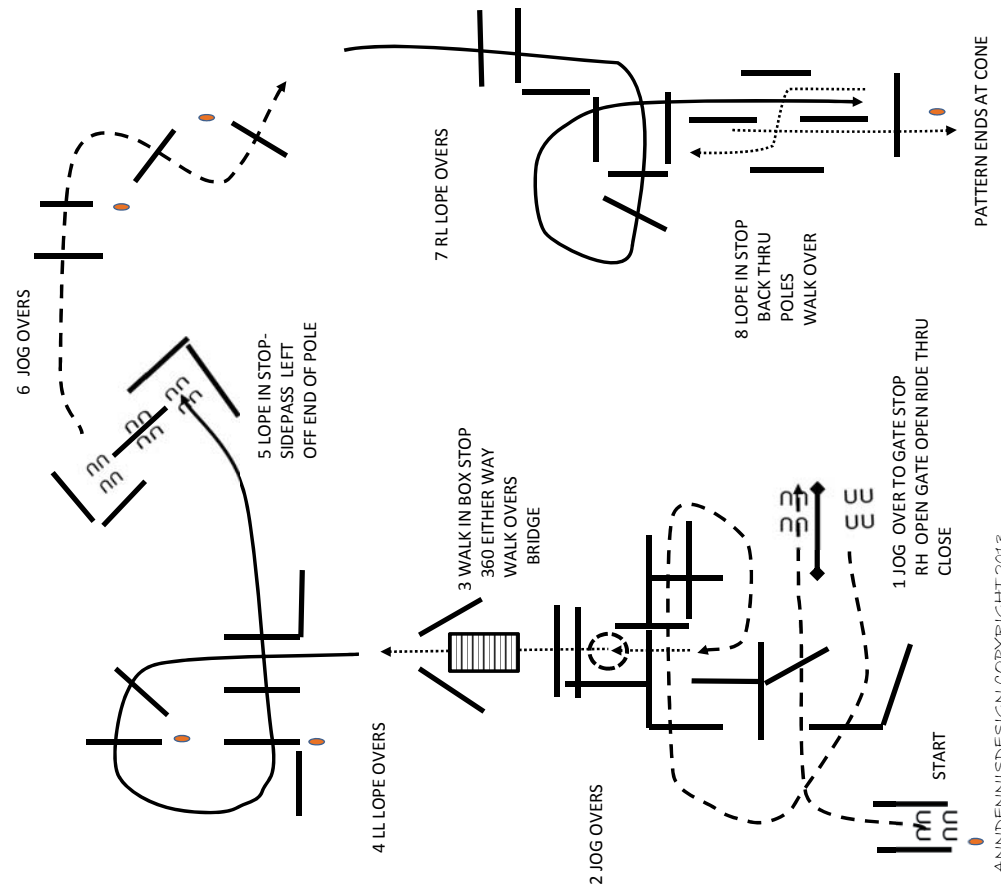 1 JOG OVER TO GATE STOP
RH OPEN GATE OPEN RIDE THRU
CLOSE
START
2 JOG OVERS
3 WALK IN BOX STOP
360 EITHER WAY
WALK OVERS
BRIDGE
4 LL LOPE OVERS
5 LOPE IN STOP-
SIDEPASS LEFT
OFF END OF POLE
6 JOG OVERS
7 RL LOPE OVERS
8 LOPE IN STOP
BACK THRU
POLES
WALK OVER
PATTERN ENDS AT CONE
ANNDENNISDESIGN COPYRIGHT 2013